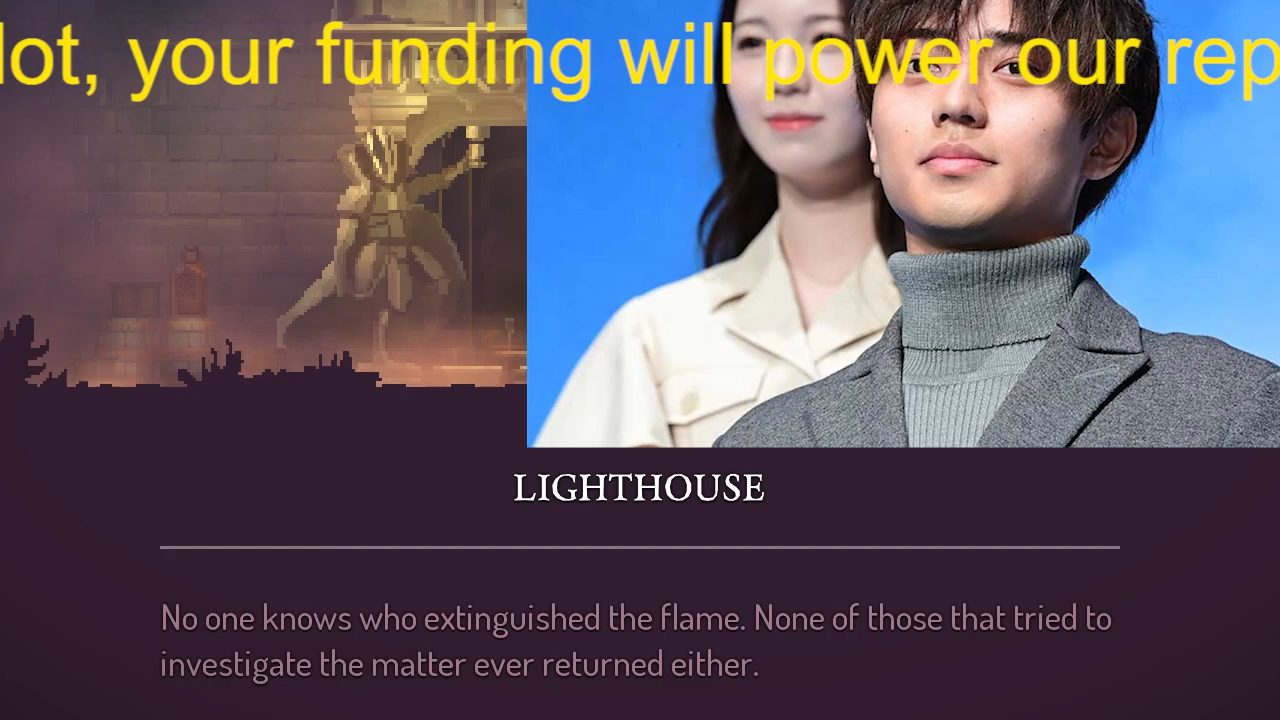 lot, your funding will power our rep
LIGHTHOUSE
No one knows who extinguished the flame. None of those that tried to
investigate the matter ever returned either.